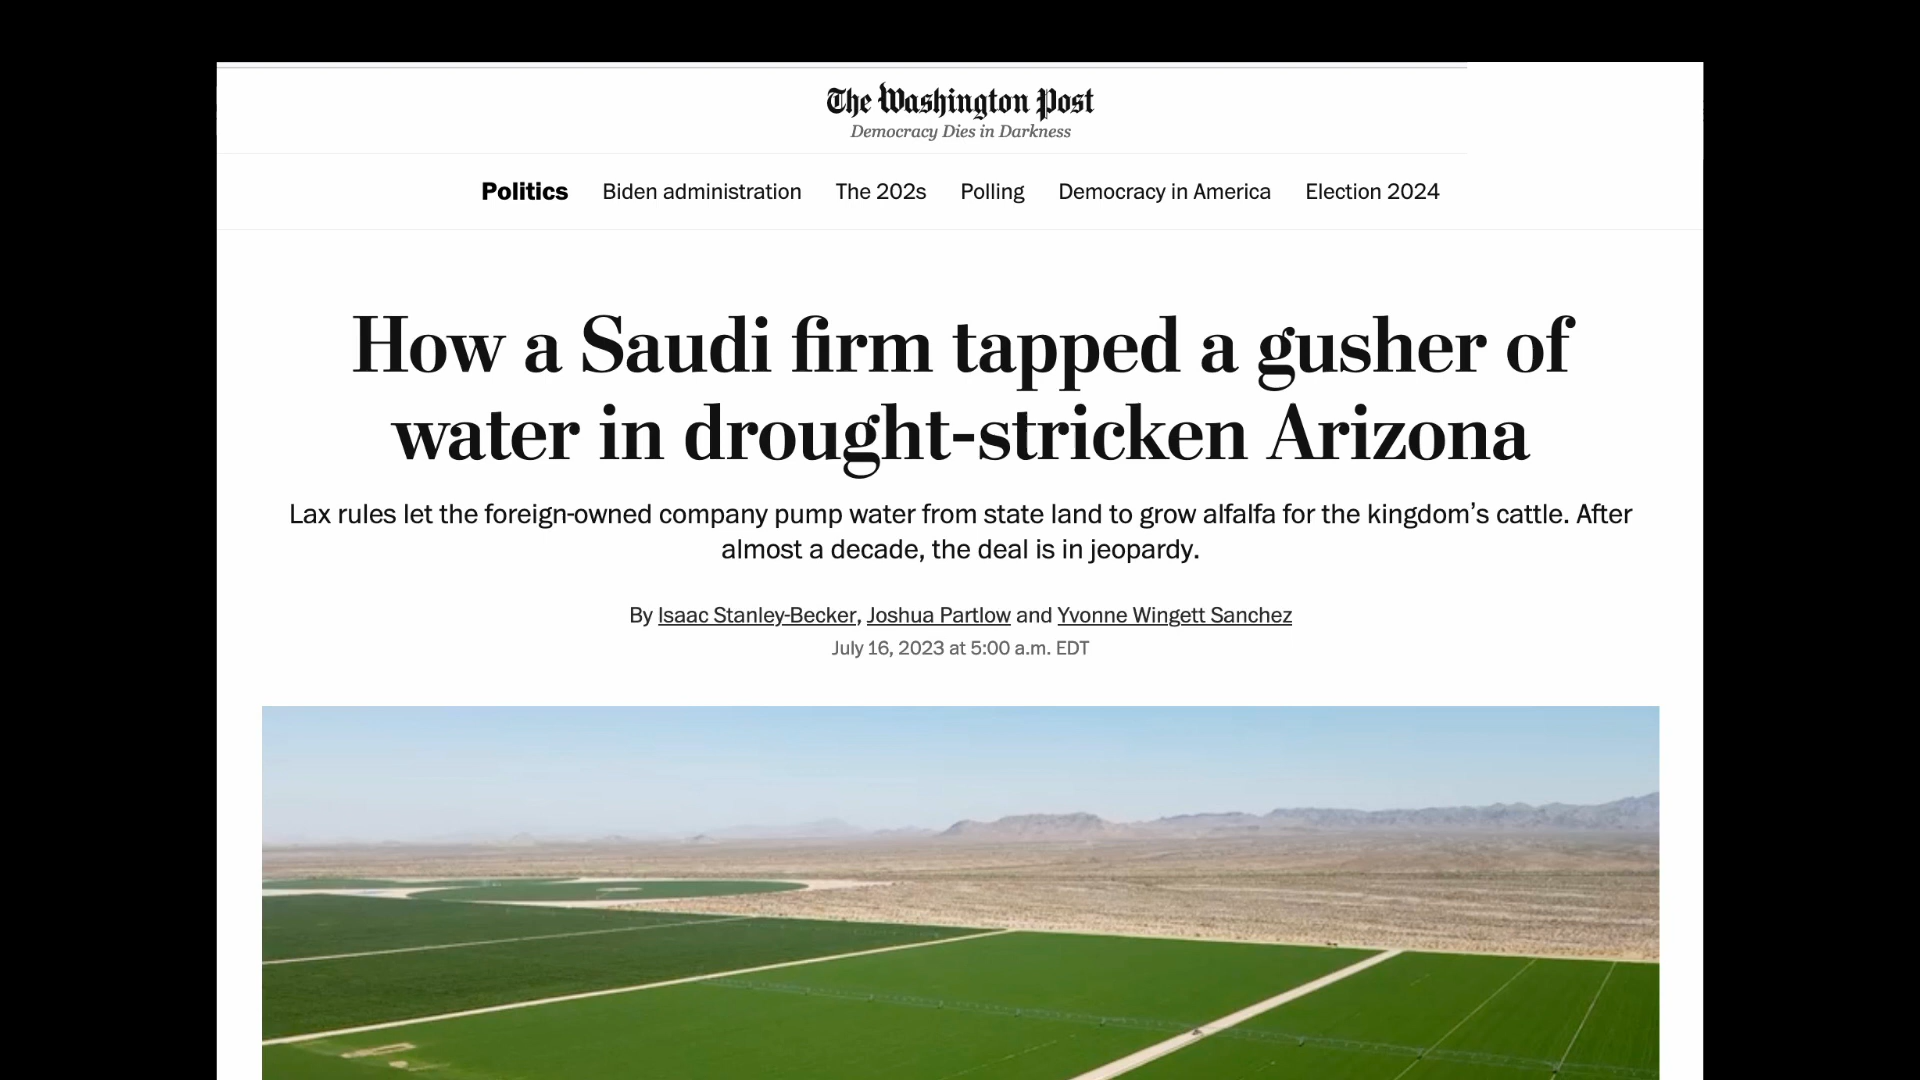 The Washington Post
Democracy Dies in Darkness
Politics Biden administration The 202s Polling Democracy in America Election 2024
How a Saudi firm tapped a gusher of
water in drought-stricken Arizona
Lax rules let the foreign-owned company pump water from state land to grow alfalfa for the kingdom’s cattle. After
almost a decade, the deal is in jeopardy.
By Isaac Stanley-Becker, Joshua Partlow and Yvonne Wingett Sanchez
July 16, 2023 at 5:00 a.m. EDT